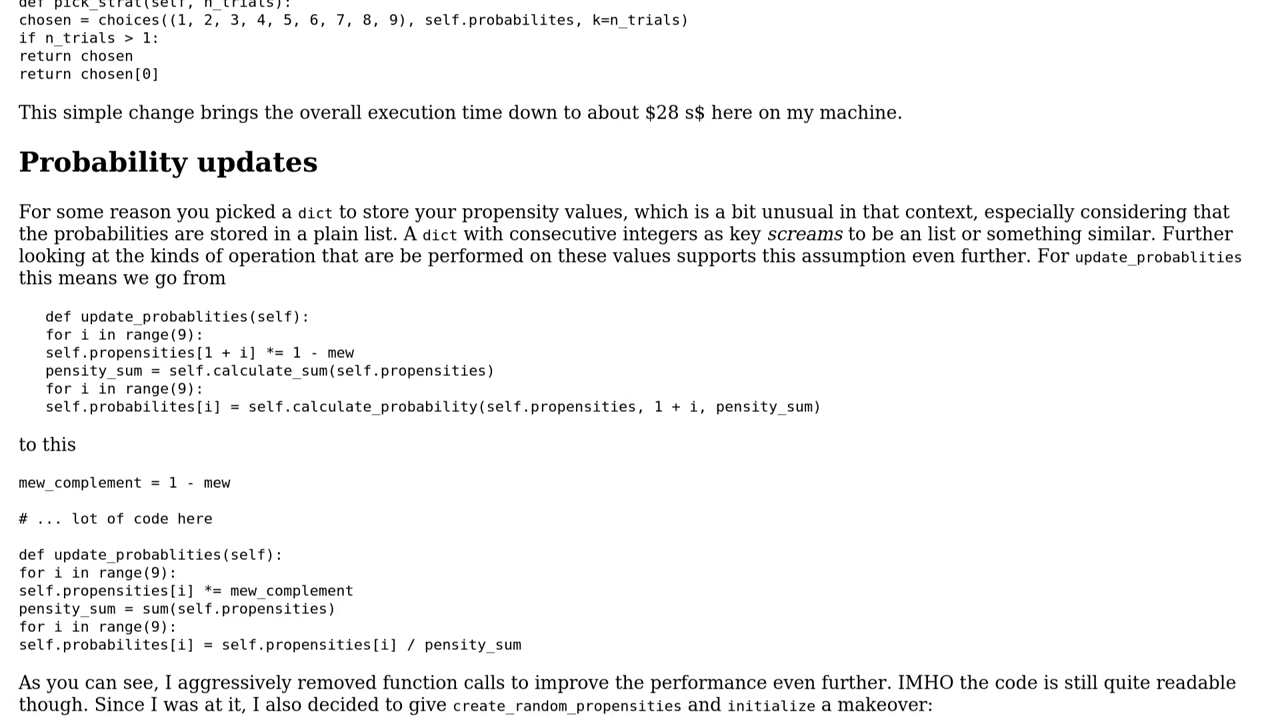 def pick_strat(self, n_trials):
chosen = choices((1, 2, 3, 4, 5, 6, 7, 8, 9), self.probabilites, k=n_trials)
if n_trials > 1:
return chosen
return chosen[0]
This simple change brings the overall execution time down to about $28 s$ here on my machine.
Probability updates
For some reason you picked a dict to store your propensity values, which is a bit unusual in that context, especially considering that
the probabilities are stored in a plain list. A dict with consecutive integers as key screams to be an list or something similar. Further
looking at the kinds of operation that are be performed on these values supports this assumption even further. For update_probablities
this means we go from
def update_probablities(self):
for i in range(9):
self.propensities[1 + i] *= 1 - mew
pensity_sum = self.calculate_sum(self.propensities)
for i in range(9):
self.probabilites[i] = self.calculate_probability(self.propensities, 1 + i, pensity_sum)
to this
mew_complement = 1 - mew
# ... lot of code here
def update_probablities(self):
for i in range(9):
self.propensities[i] *= mew_complement
pensity_sum = sum(self.propensities)
for i in range(9):
self.probabilites[i] = self.propensities[i] / pensity_sum
As you can see, I aggressively removed function calls to improve the performance even further. IMHO the code is still quite readable
though. Since I was at it, I also decided to give create_random_propensities and initialize a makeover: